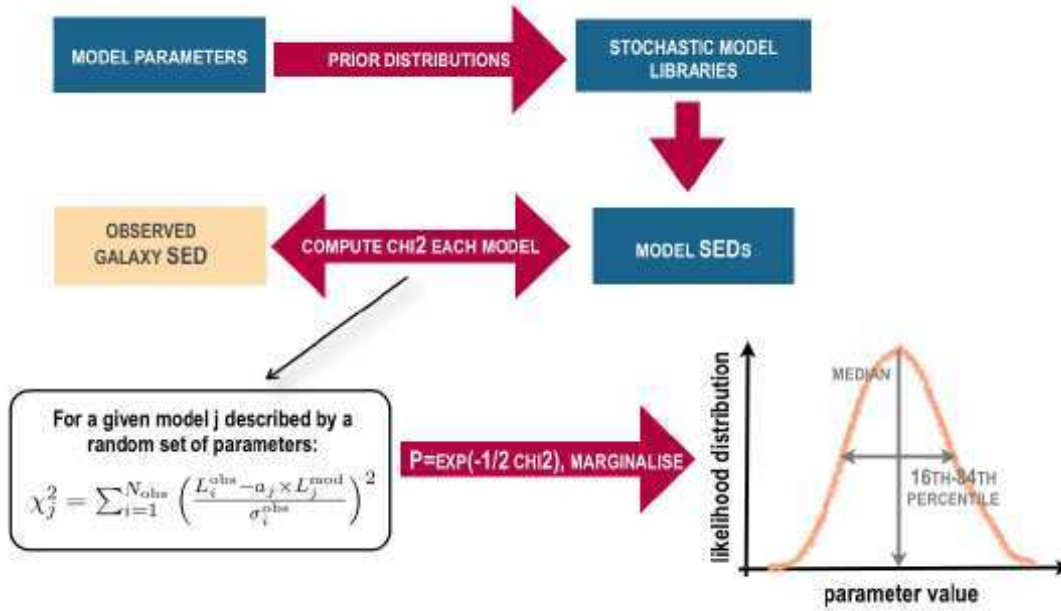 MODEL PARAMETERS
PRIOR DISTRIBUTIONS
STOCHASTIC MODEL
LIBRARIES
OBSERVED
GALAXY SED
COMPUTE CHI2 EACH MODEL
MODEL SEDS
For a given model j described by a
random set of parameters:
χ_j^2 = ∑_{i=1}^{N_obs} ( (L_i^obs − a_j × L_j^mod) / σ_i^obs )^2
P=EXP(-1/2 CHI2), MARGINALISE
likelihood distribution
MEDIAN
16TH-84TH
PERCENTILE
parameter value